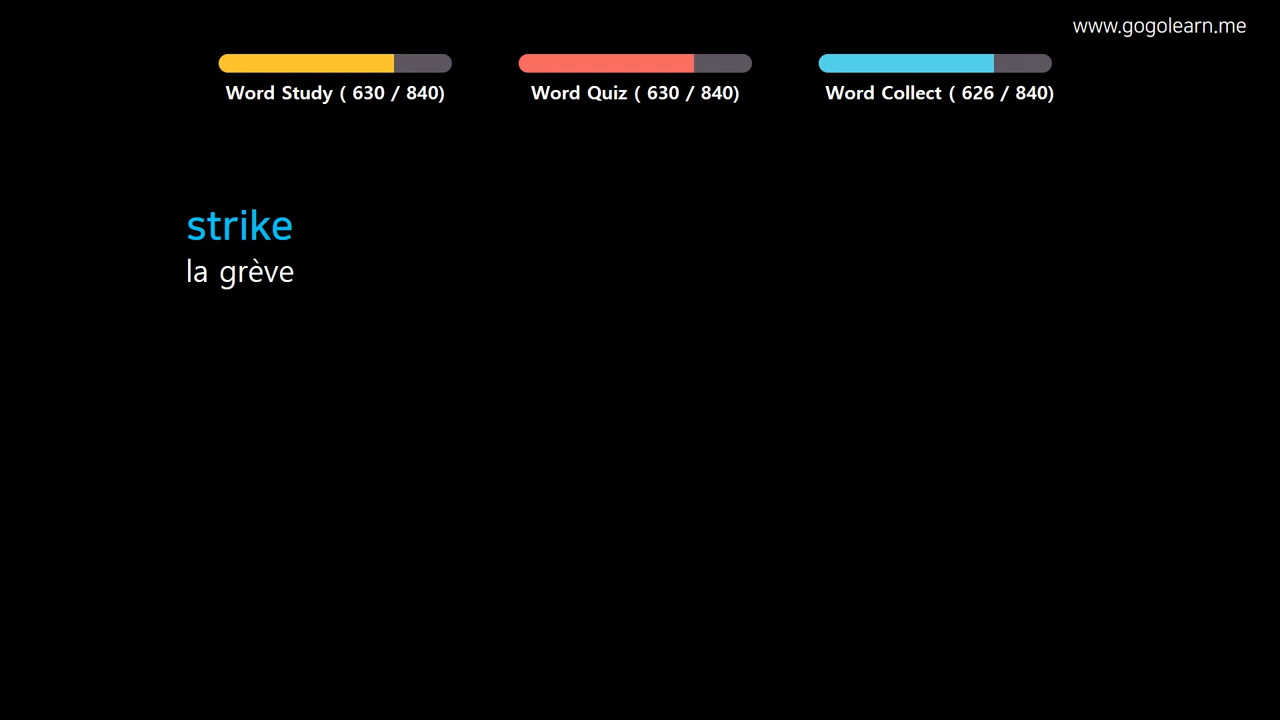 www.gogolearn.me
Word Study ( 630 / 840)
Word Quiz ( 630 / 840)
Word Collect ( 626 / 840)
strike
la grève